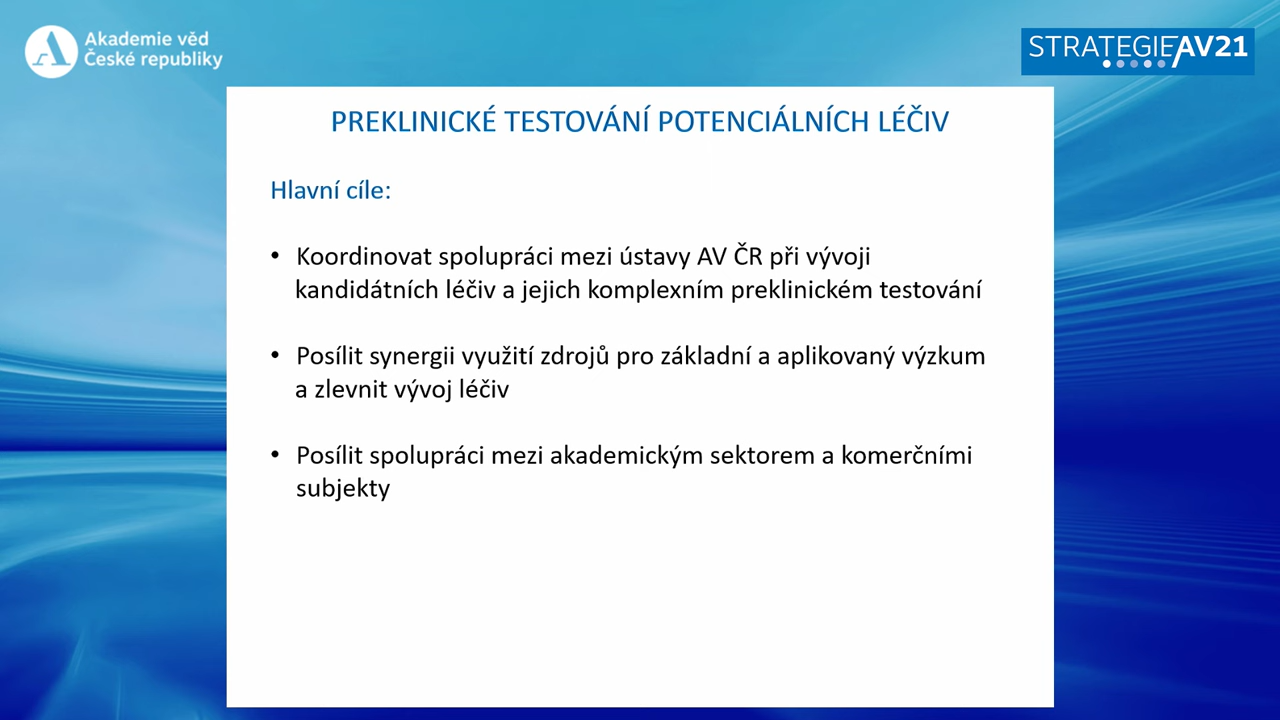 Akademie věd
České republiky
STRATEGIE AV21
PREKLINICKÉ TESTOVÁNÍ POTENCIÁLNÍCH LÉČIV
Hlavní cíle:
• Koordinovat spolupráci mezi ústavy AV ČR při vývoji
kandidátních léčiv a jejich komplexním preklinickém testování
• Posílit synergii využití zdrojů pro základní a aplikovaný výzkum
a zlevnit vývoj léčiv
• Posílit spolupráci mezi akademickým sektorem a komerčními
subjekty